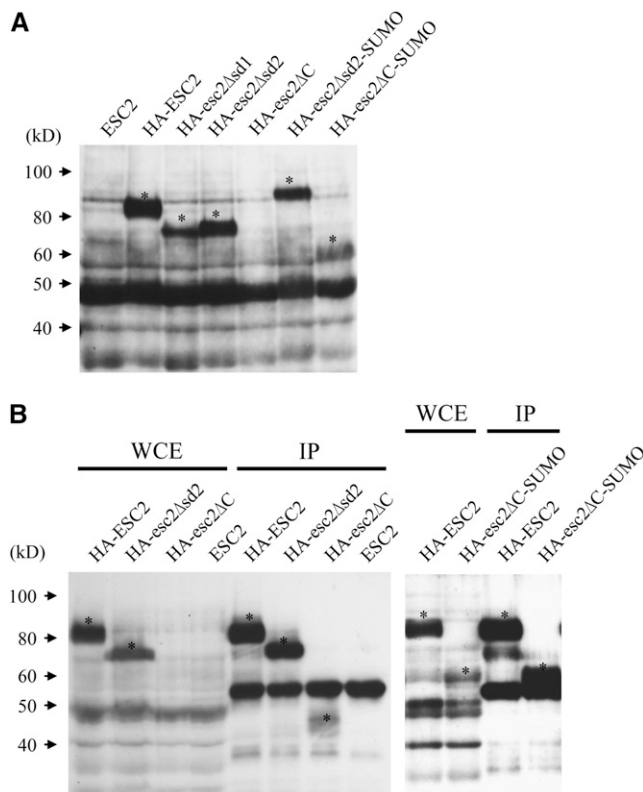 A
ESC2
HA-ESC2
HA-esc2Δsd1
HA-esc2Δsd2
HA-esc2ΔC
HA-esc2Δsd2-SUMO
HA-esc2ΔC-SUMO
(kD)
100
80
60
50
40
*
*
*
*
*
B
WCE
IP
HA-ESC2
HA-esc2Δsd2
HA-esc2ΔC
ESC2
HA-ESC2
HA-esc2Δsd2
HA-esc2ΔC
ESC2
(kD)
100
80
60
50
40
*
*
*
*
*
WCE
IP
HA-ESC2
HA-esc2ΔC-SUMO
HA-ESC2
HA-esc2ΔC-SUMO
*
*
*
*